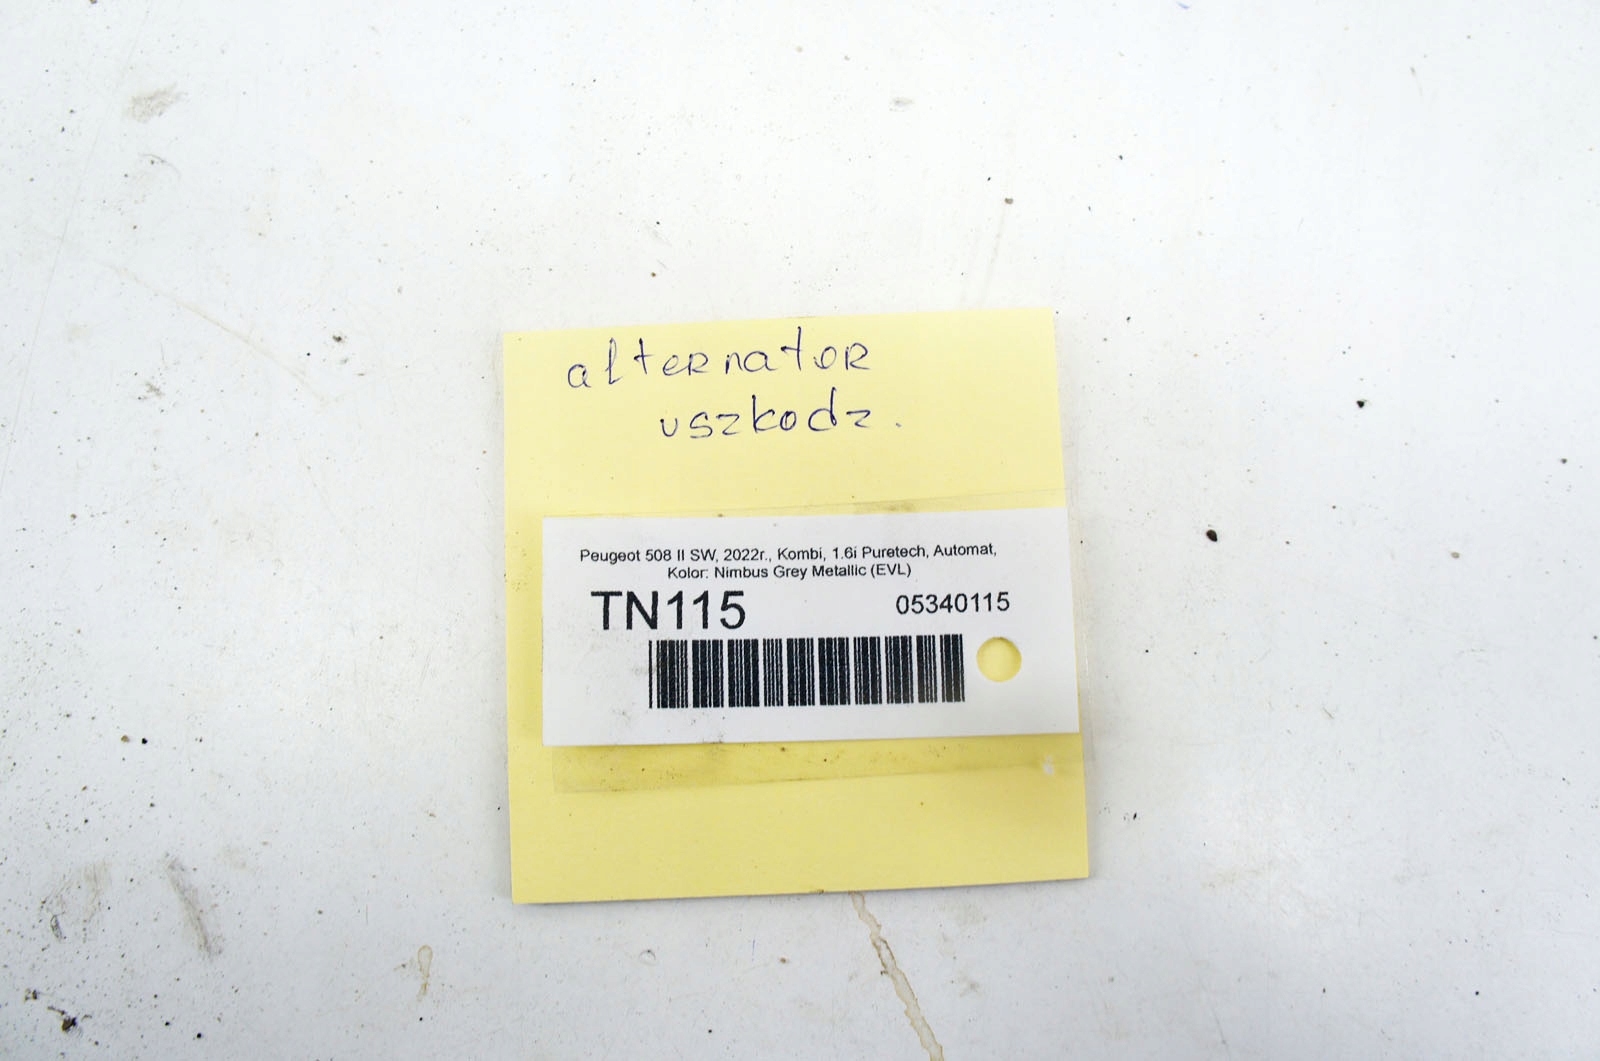 alternator
uszkodz.
Peugeot 508 II SW, 2022r., Kombi, 1.6i Puretech, Automat,
Kolor: Nimbus Grey Metallic (EVL)
TN115 05340115